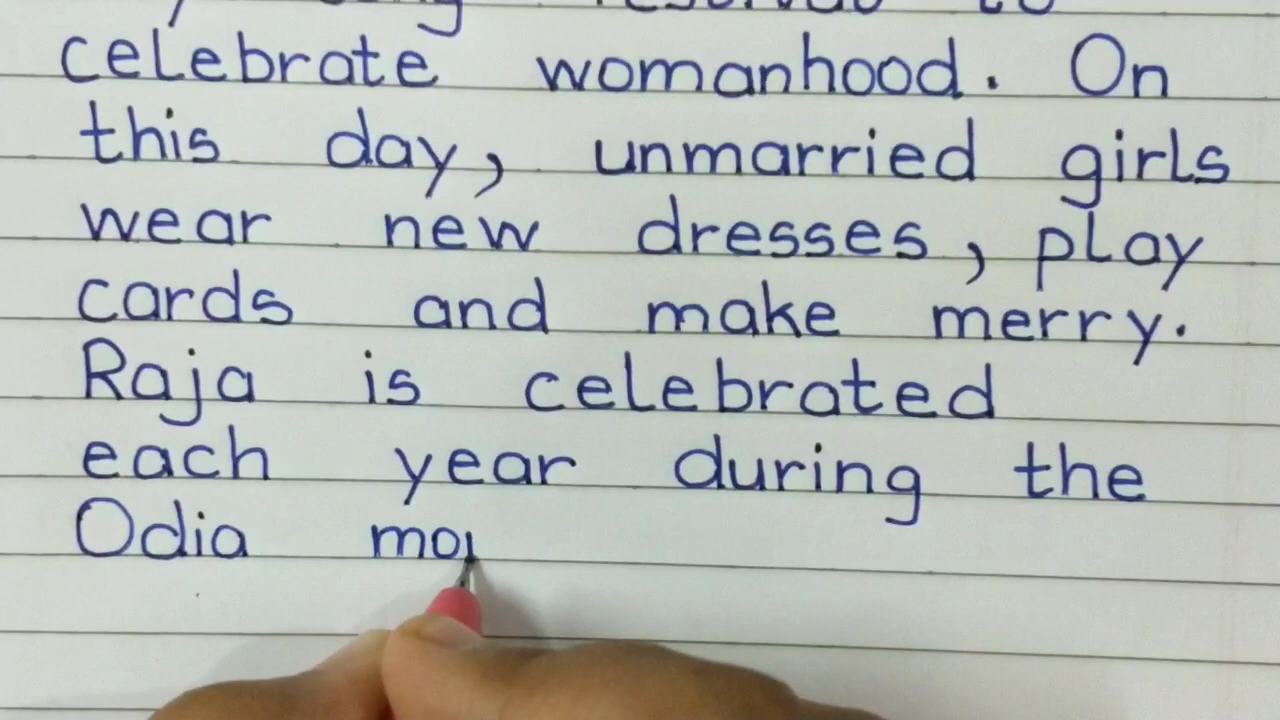 celebrate womanhood. On
this day, unmarried girls
wear new dresses, play
cards and make merry.
Raja is celebrated
each year during the
Odia